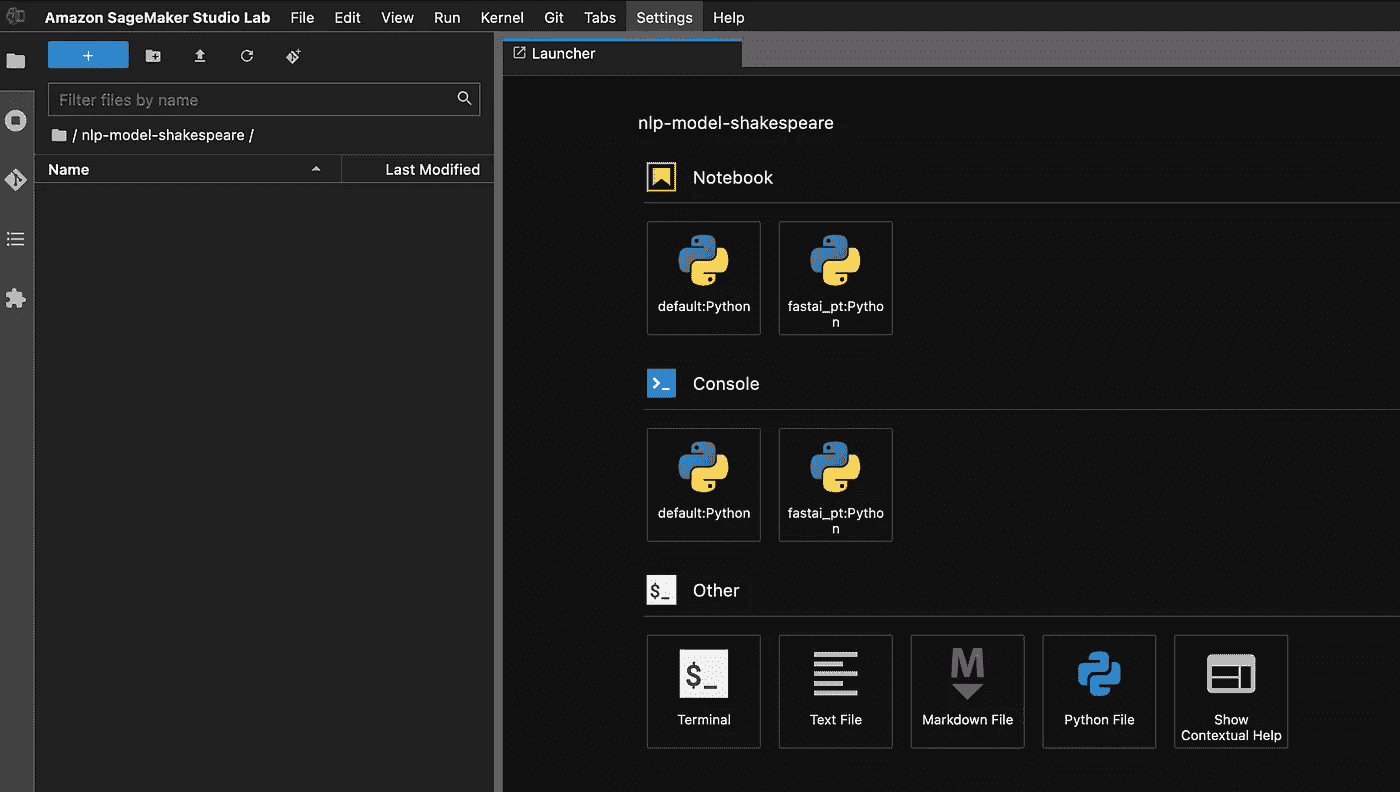 Amazon SageMaker Studio Lab File Edit View Run Kernel Git Tabs Settings Help
+
Launcher
Filter files by name
/ nlp-model-shakespeare /
Name Last Modified
nlp-model-shakespeare
Notebook
default:Python fastai_pt:Pytho
n
>_ Console
default:Python fastai_pt:Pytho
n
$_ Other
$_ M
Terminal Text File Markdown File Python File Show
Contextual Help